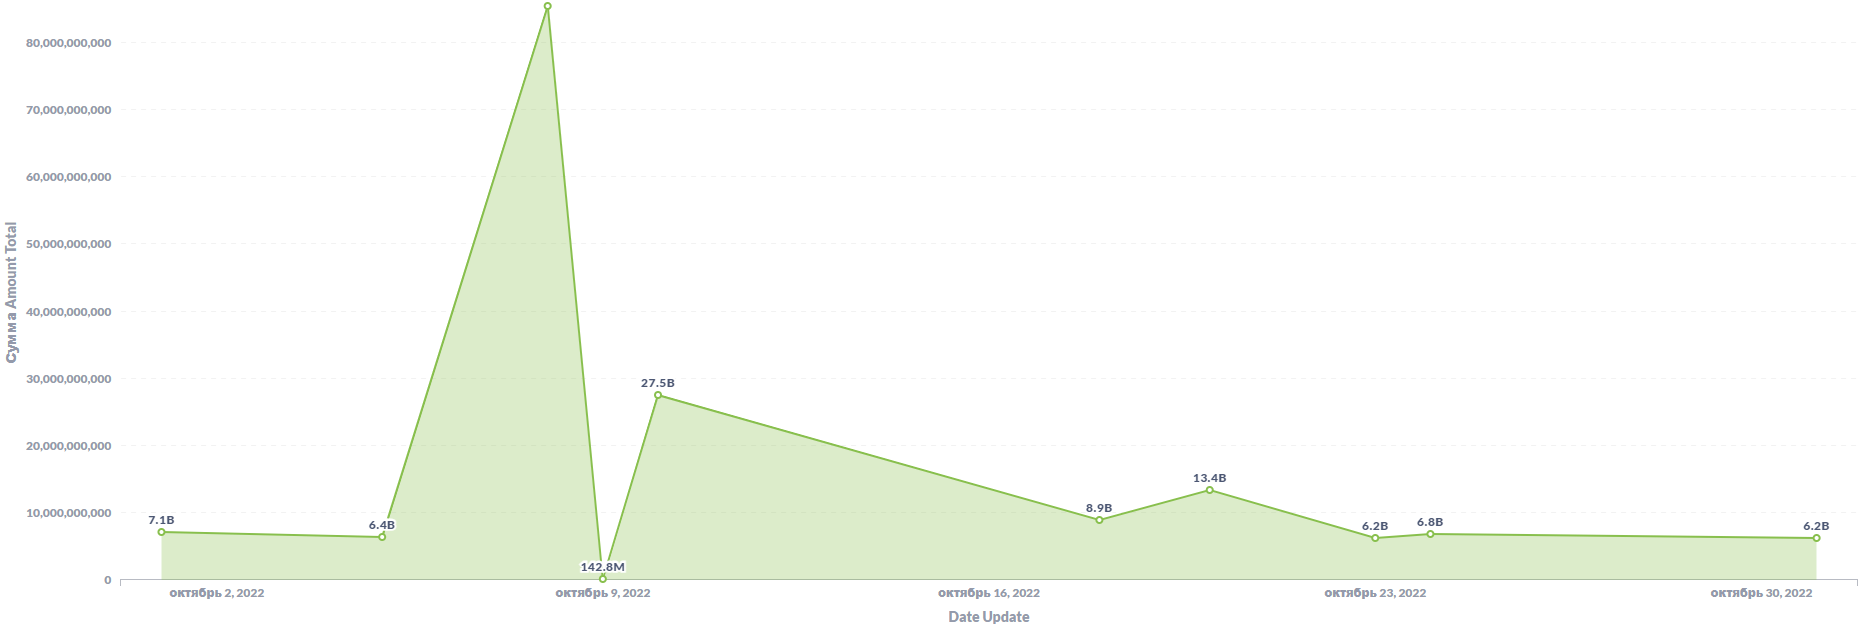 80,000,000,000
70,000,000,000
60,000,000,000
50,000,000,000
40,000,000,000
30,000,000,000
20,000,000,000
10,000,000,000
0
Сумма Amount Total
7.1B
6.4B
142.8M
27.5B
8.9B
13.4B
6.2B
6.8B
6.2B
октябрь 2, 2022
октябрь 9, 2022
октябрь 16, 2022
октябрь 23, 2022
октябрь 30, 2022
Date Update